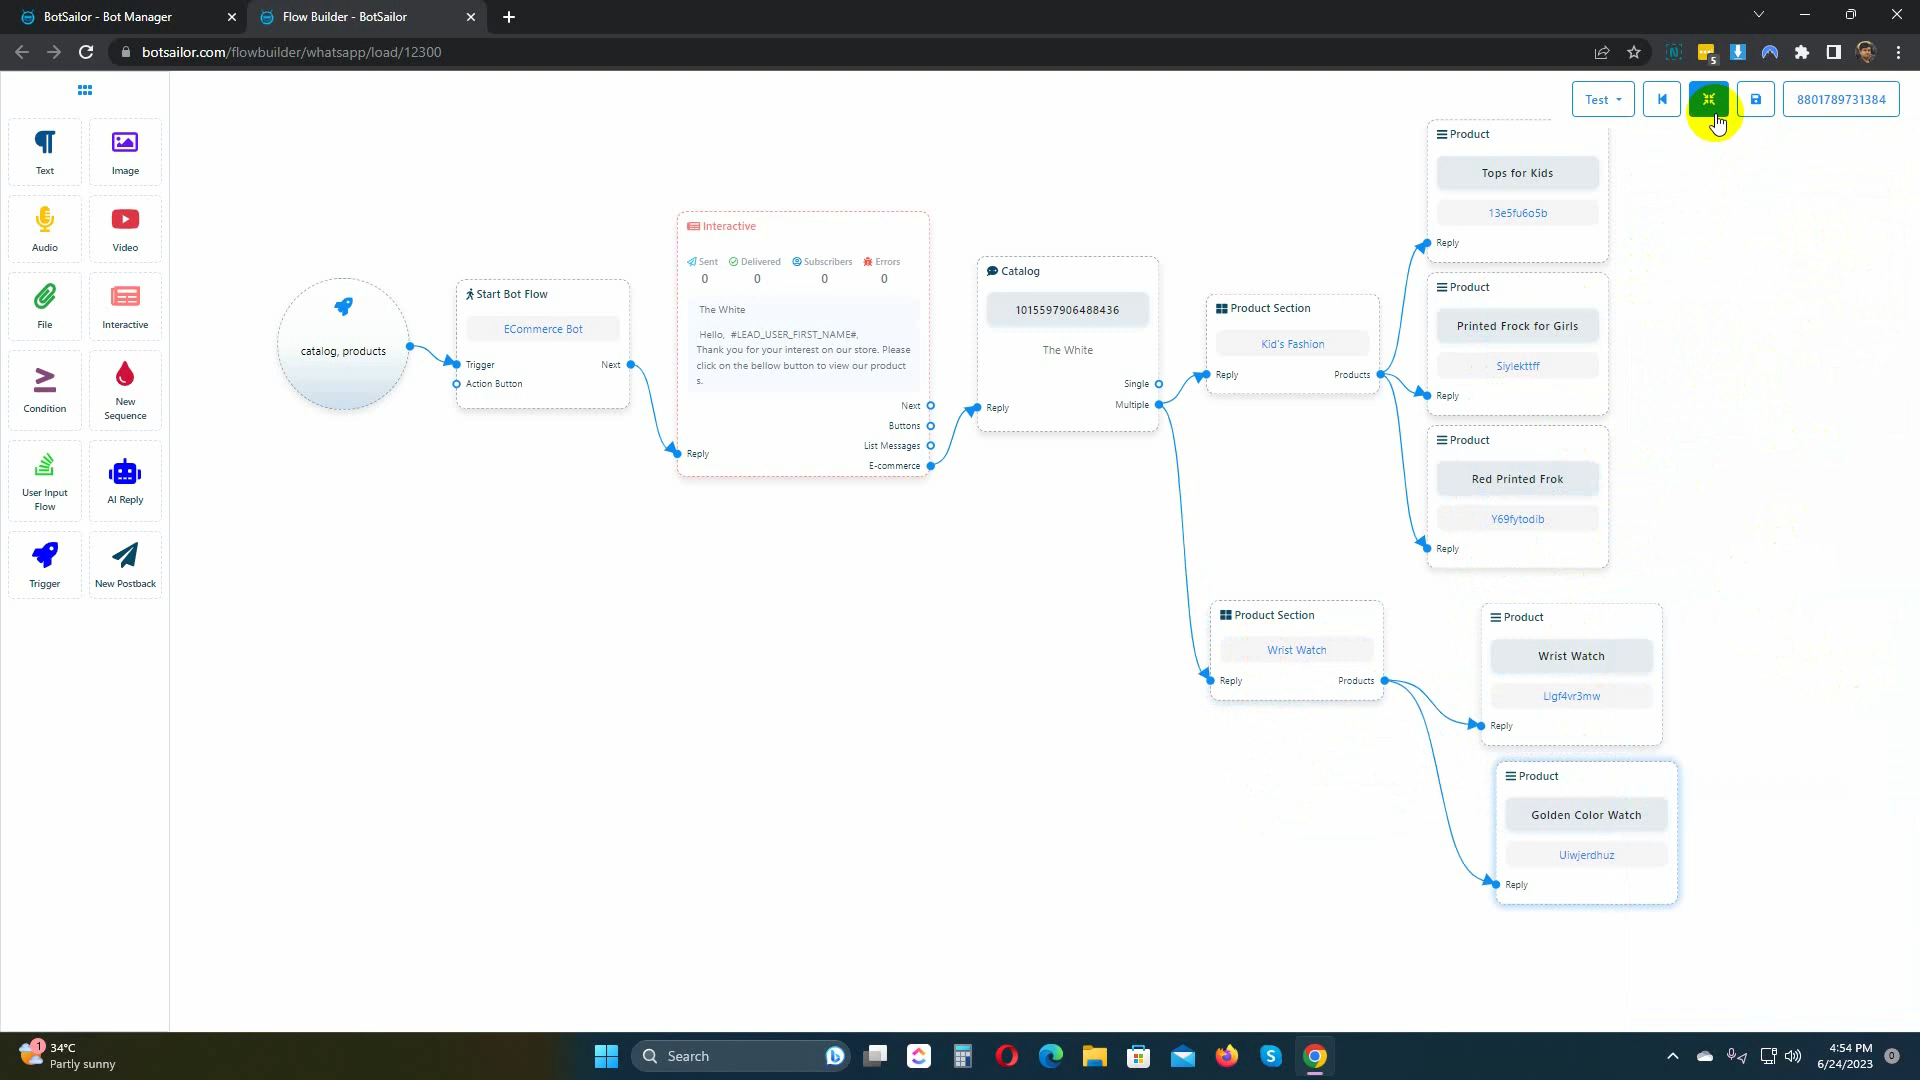 BotSailor - Bot Manager
Flow Builder - BotSailor
botsailor.com/flowbuilder/whatsapp/load/12300
5
Test
8801789731384
Text
Image
Audio
Video
File
Interactive
Condition
New
Sequence
User Input
Flow
AI Reply
Trigger
New Postback
catalog, products
Start Bot Flow
ECommerce Bot
Trigger
Next
Action Button
Interactive
Sent
Delivered
Subscribers
Errors
0
0
0
0
The White
Hello, #LEAD_USER_FIRST_NAME#,
Thank you for your interest on our store. Please
click on the bellow button to view our product
s.
Next
Buttons
List Messages
Reply
E-commerce
Catalog
1015597906488436
The White
Single
Multiple
Reply
Product Section
Kid's Fashion
Reply
Products
Product
Tops for Kids
13e5fu6o5b
Reply
Product
Printed Frock for Girls
Reply
Product
Red Printed Frok
Y69fytodib
Reply
Product Section
Wrist Watch
Reply
Products
Product
Wrist Watch
Reply
Product
Golden Color Watch
Uiwjerdhuz
Reply
1
34°C
Partly sunny
Search
4:54 PM
6/24/2023
0